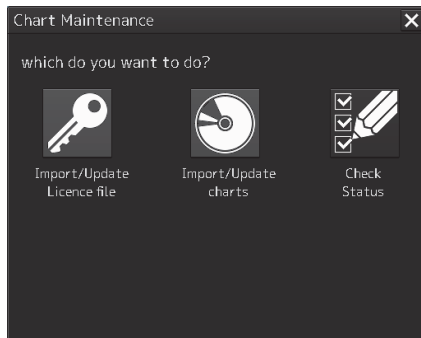 Chart Maintenance
which do you want to do?
Import/Update
Licence file
Import/Update
charts
Check
Status